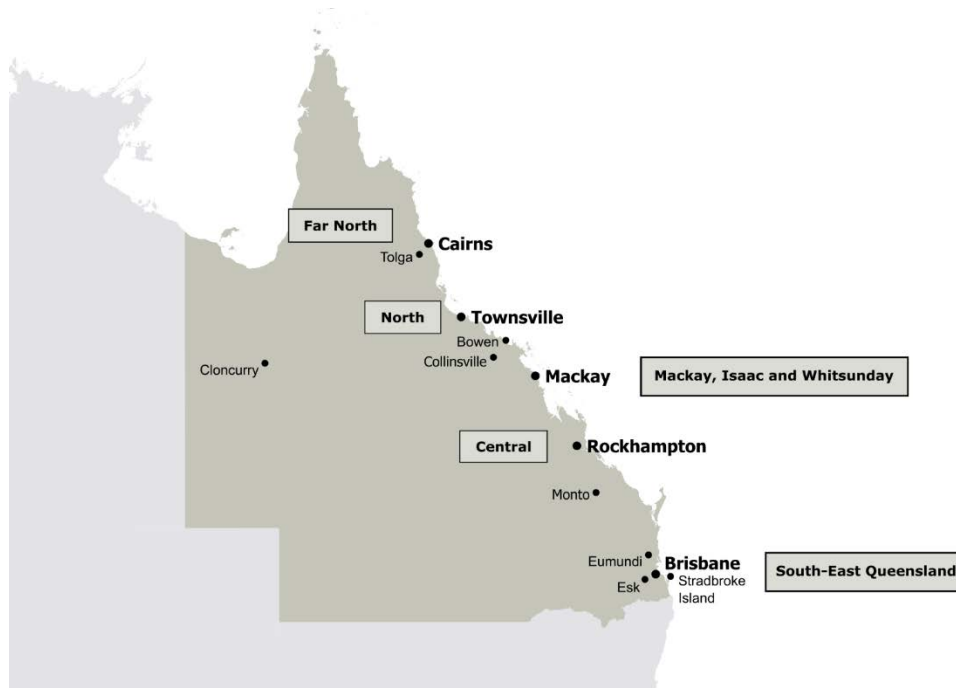 Far North
Cairns
Tolga
North
Townsville
Bowen
Collinsville
Cloncurry
Mackay
Mackay, Isaac and Whitsunday
Central
Rockhampton
Monto
Eumundi
Brisbane
South-East Queensland
Esk
Stradbroke
Island